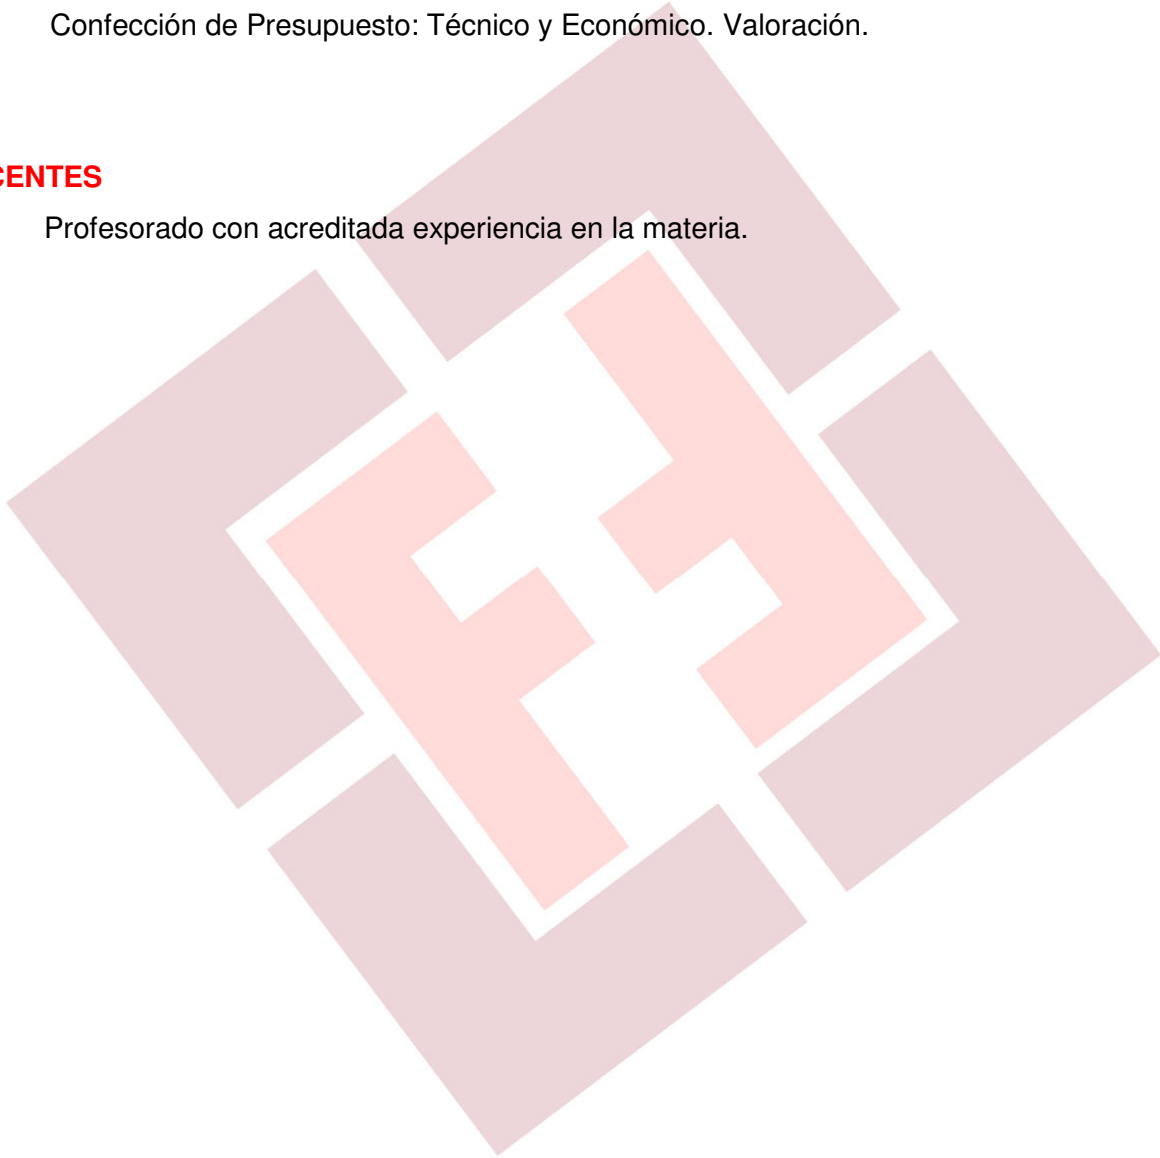 Confección de Presupuesto: Técnico y Económico. Valoración.
CENTES
Profesorado con acreditada experiencia en la materia.